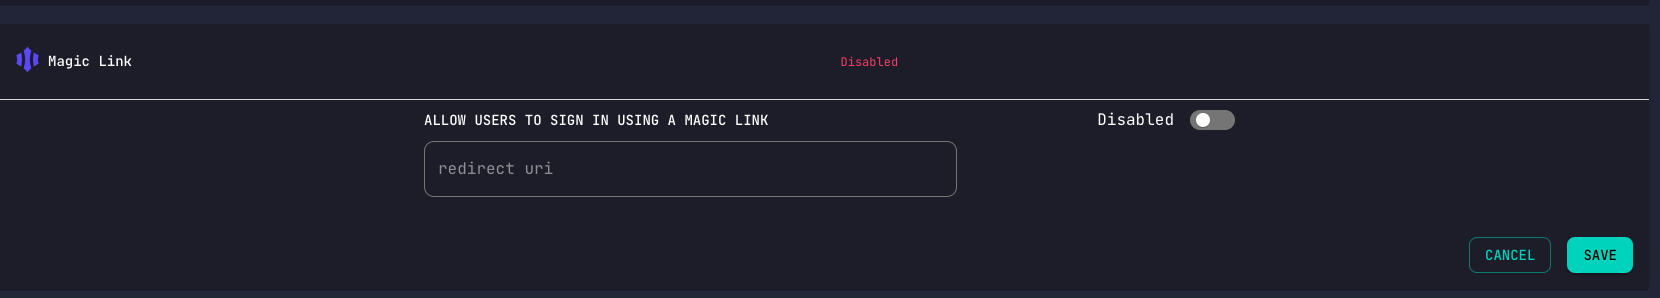 Magic Link
Disabled
ALLOW USERS TO SIGN IN USING A MAGIC LINK
Disabled
redirect uri
CANCEL
SAVE